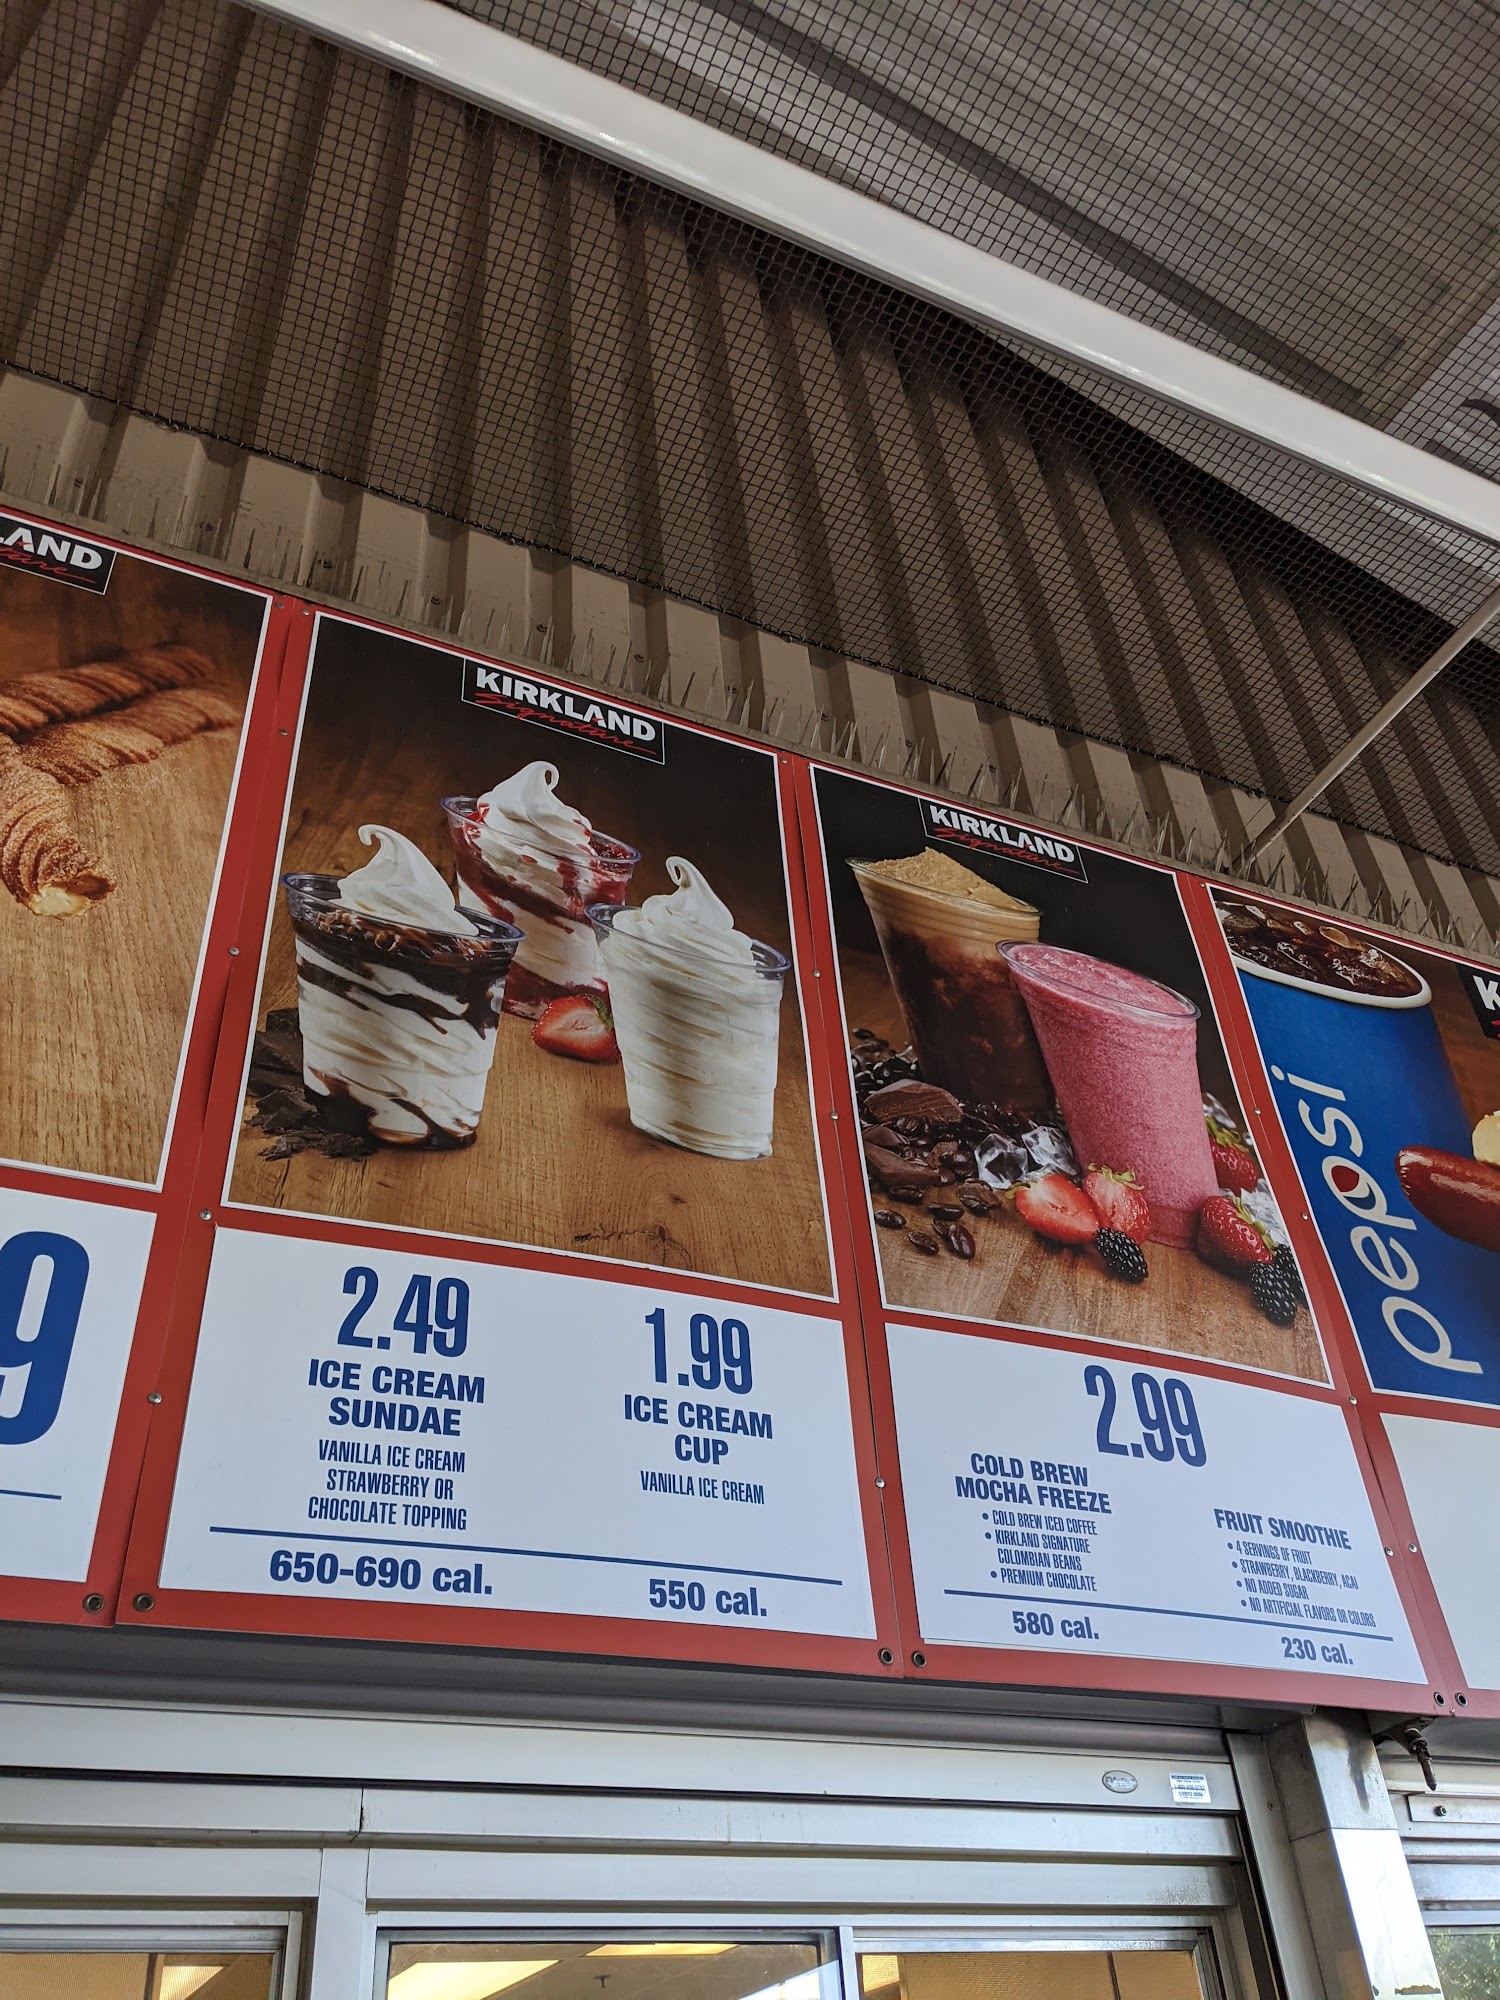 LAND
KIRKLAND
Signature
KIRKLAND
Signature
K
pepsi
9
2.49
ICE CREAM
SUNDAE
VANILLA ICE CREAM
STRAWBERRY OR
CHOCOLATE TOPPING
650-690 cal.
1.99
ICE CREAM
CUP
VANILLA ICE CREAM
550 cal.
2.99
COLD BREW
MOCHA FREEZE
• COLD BREW ICED COFFEE
• KIRKLAND SIGNATURE
COLOMBIAN BEANS
• PREMIUM CHOCOLATE
580 cal.
FRUIT SMOOTHIE
• 4 SERVINGS OF FRUIT
• STRAWBERRY, BLACKBERRY, ACAI
• NO ADDED SUGAR
• NO ARTIFICIAL FLAVORS OR COLORS
230 cal.